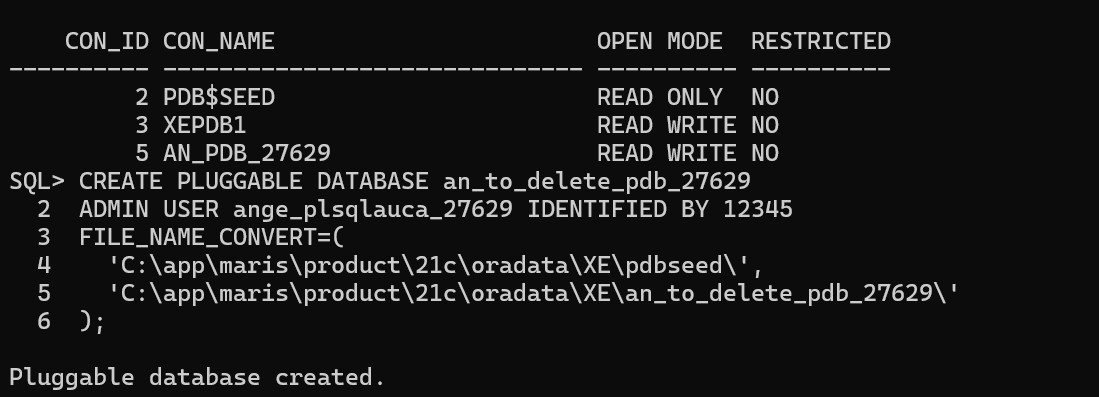 CON_ID CON_NAME OPEN MODE RESTRICTED
---------- ------------------------------ ---------- ----------
2 PDB$SEED READ ONLY NO
3 XEPDB1 READ WRITE NO
5 AN_PDB_27629 READ WRITE NO
SQL> CREATE PLUGGABLE DATABASE an_to_delete_pdb_27629
2 ADMIN USER ange_plsqlauca_27629 IDENTIFIED BY 12345
3 FILE_NAME_CONVERT=(
4 'C:\app\maris\product\21c\oradata\XE\pdbseed\',
5 'C:\app\maris\product\21c\oradata\XE\an_to_delete_pdb_27629\'
6 );
Pluggable database created.